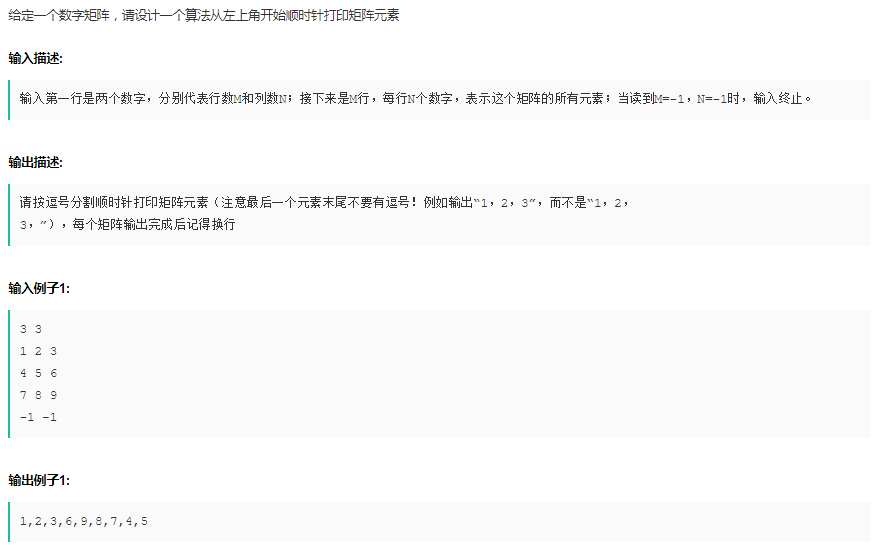 给定一个数字矩阵，请设计一个算法从左上角开始顺时针打印矩阵元素
输入描述:
输入第一行是两个数字，分别代表行数M和列数N；接下来是M行，每行N个数字，表示这个矩阵的所有元素；当读到M=-1，N=-1时，输入终止。
输出描述:
请按逗号分割顺时针打印矩阵元素（注意最后一个元素末尾不要有逗号！例如输出“1，2，3”，而不是“1，2，
3，”），每个矩阵输出完成后记得换行
输入例子1:
3 3
1 2 3
4 5 6
7 8 9
-1 -1
输出例子1:
1,2,3,6,9,8,7,4,5